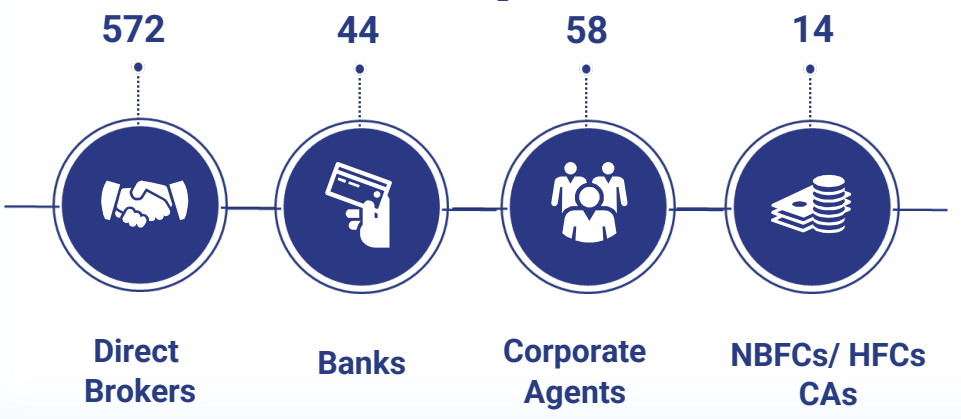 572
44
58
14
Direct
Brokers
Banks
Corporate
Agents
NBFCs/ HFCs
CAs